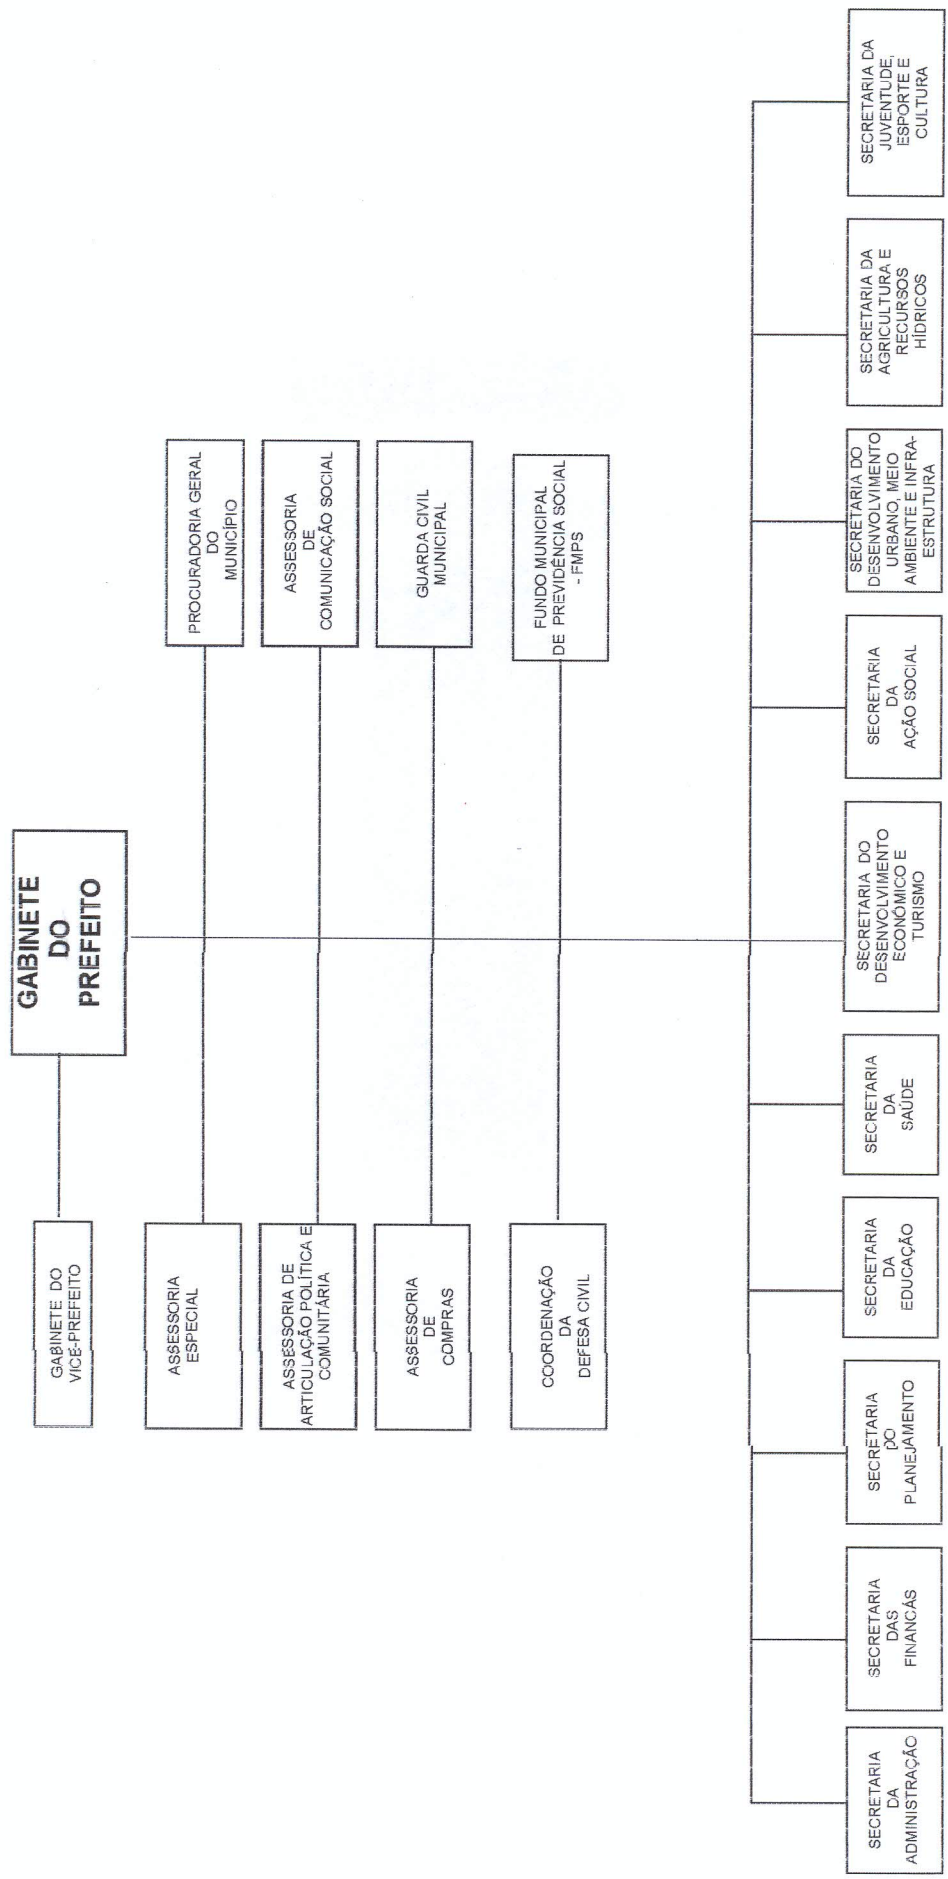 GABINETE
DO
PREFEITO
GABINETE DO
VICE-PREFEITO
ASSESSORIA
ESPECIAL
PROCURADORIA GERAL
DO
MUNICÍPIO
ASSESSORIA DE
ARTICULAÇÃO POLÍTICA E
COMUNITÁRIA
ASSESSORIA
DE
COMUNICAÇÃO SOCIAL
ASSESSORIA
DE
COMPRAS
GUARDA CIVIL
MUNICIPAL
COORDENAÇÃO
DA
DEFESA CIVIL
FUNDO MUNICIPAL
DE PREVIDÊNCIA SOCIAL
- FMPS
SECRETARIA
DA
ADMINISTRAÇÃO
SECRETARIA
DAS
FINANCÁS
SECRETARIA
DO
PLANEJAMENTO
SECRETARIA
DA
EDUCAÇÃO
SECRETARIA
DA
SAÚDE
SECRETARIA DO
DESENVOLVIMENTO
ECONÔMICO E
TURISMO
SECRETARIA
DA
AÇÃO SOCIAL
SECRETARIA DO
DESENVOLVIMENTO
URBANO, MEIO
AMBIENTE E INFRA-
ESTRUTURA
SECRETARIA DA
AGRICULTURA E
RECURSOS
HÍDRICOS
SECRETARIA DA
JUVENTUDE,
ESPORTE E
CULTURA